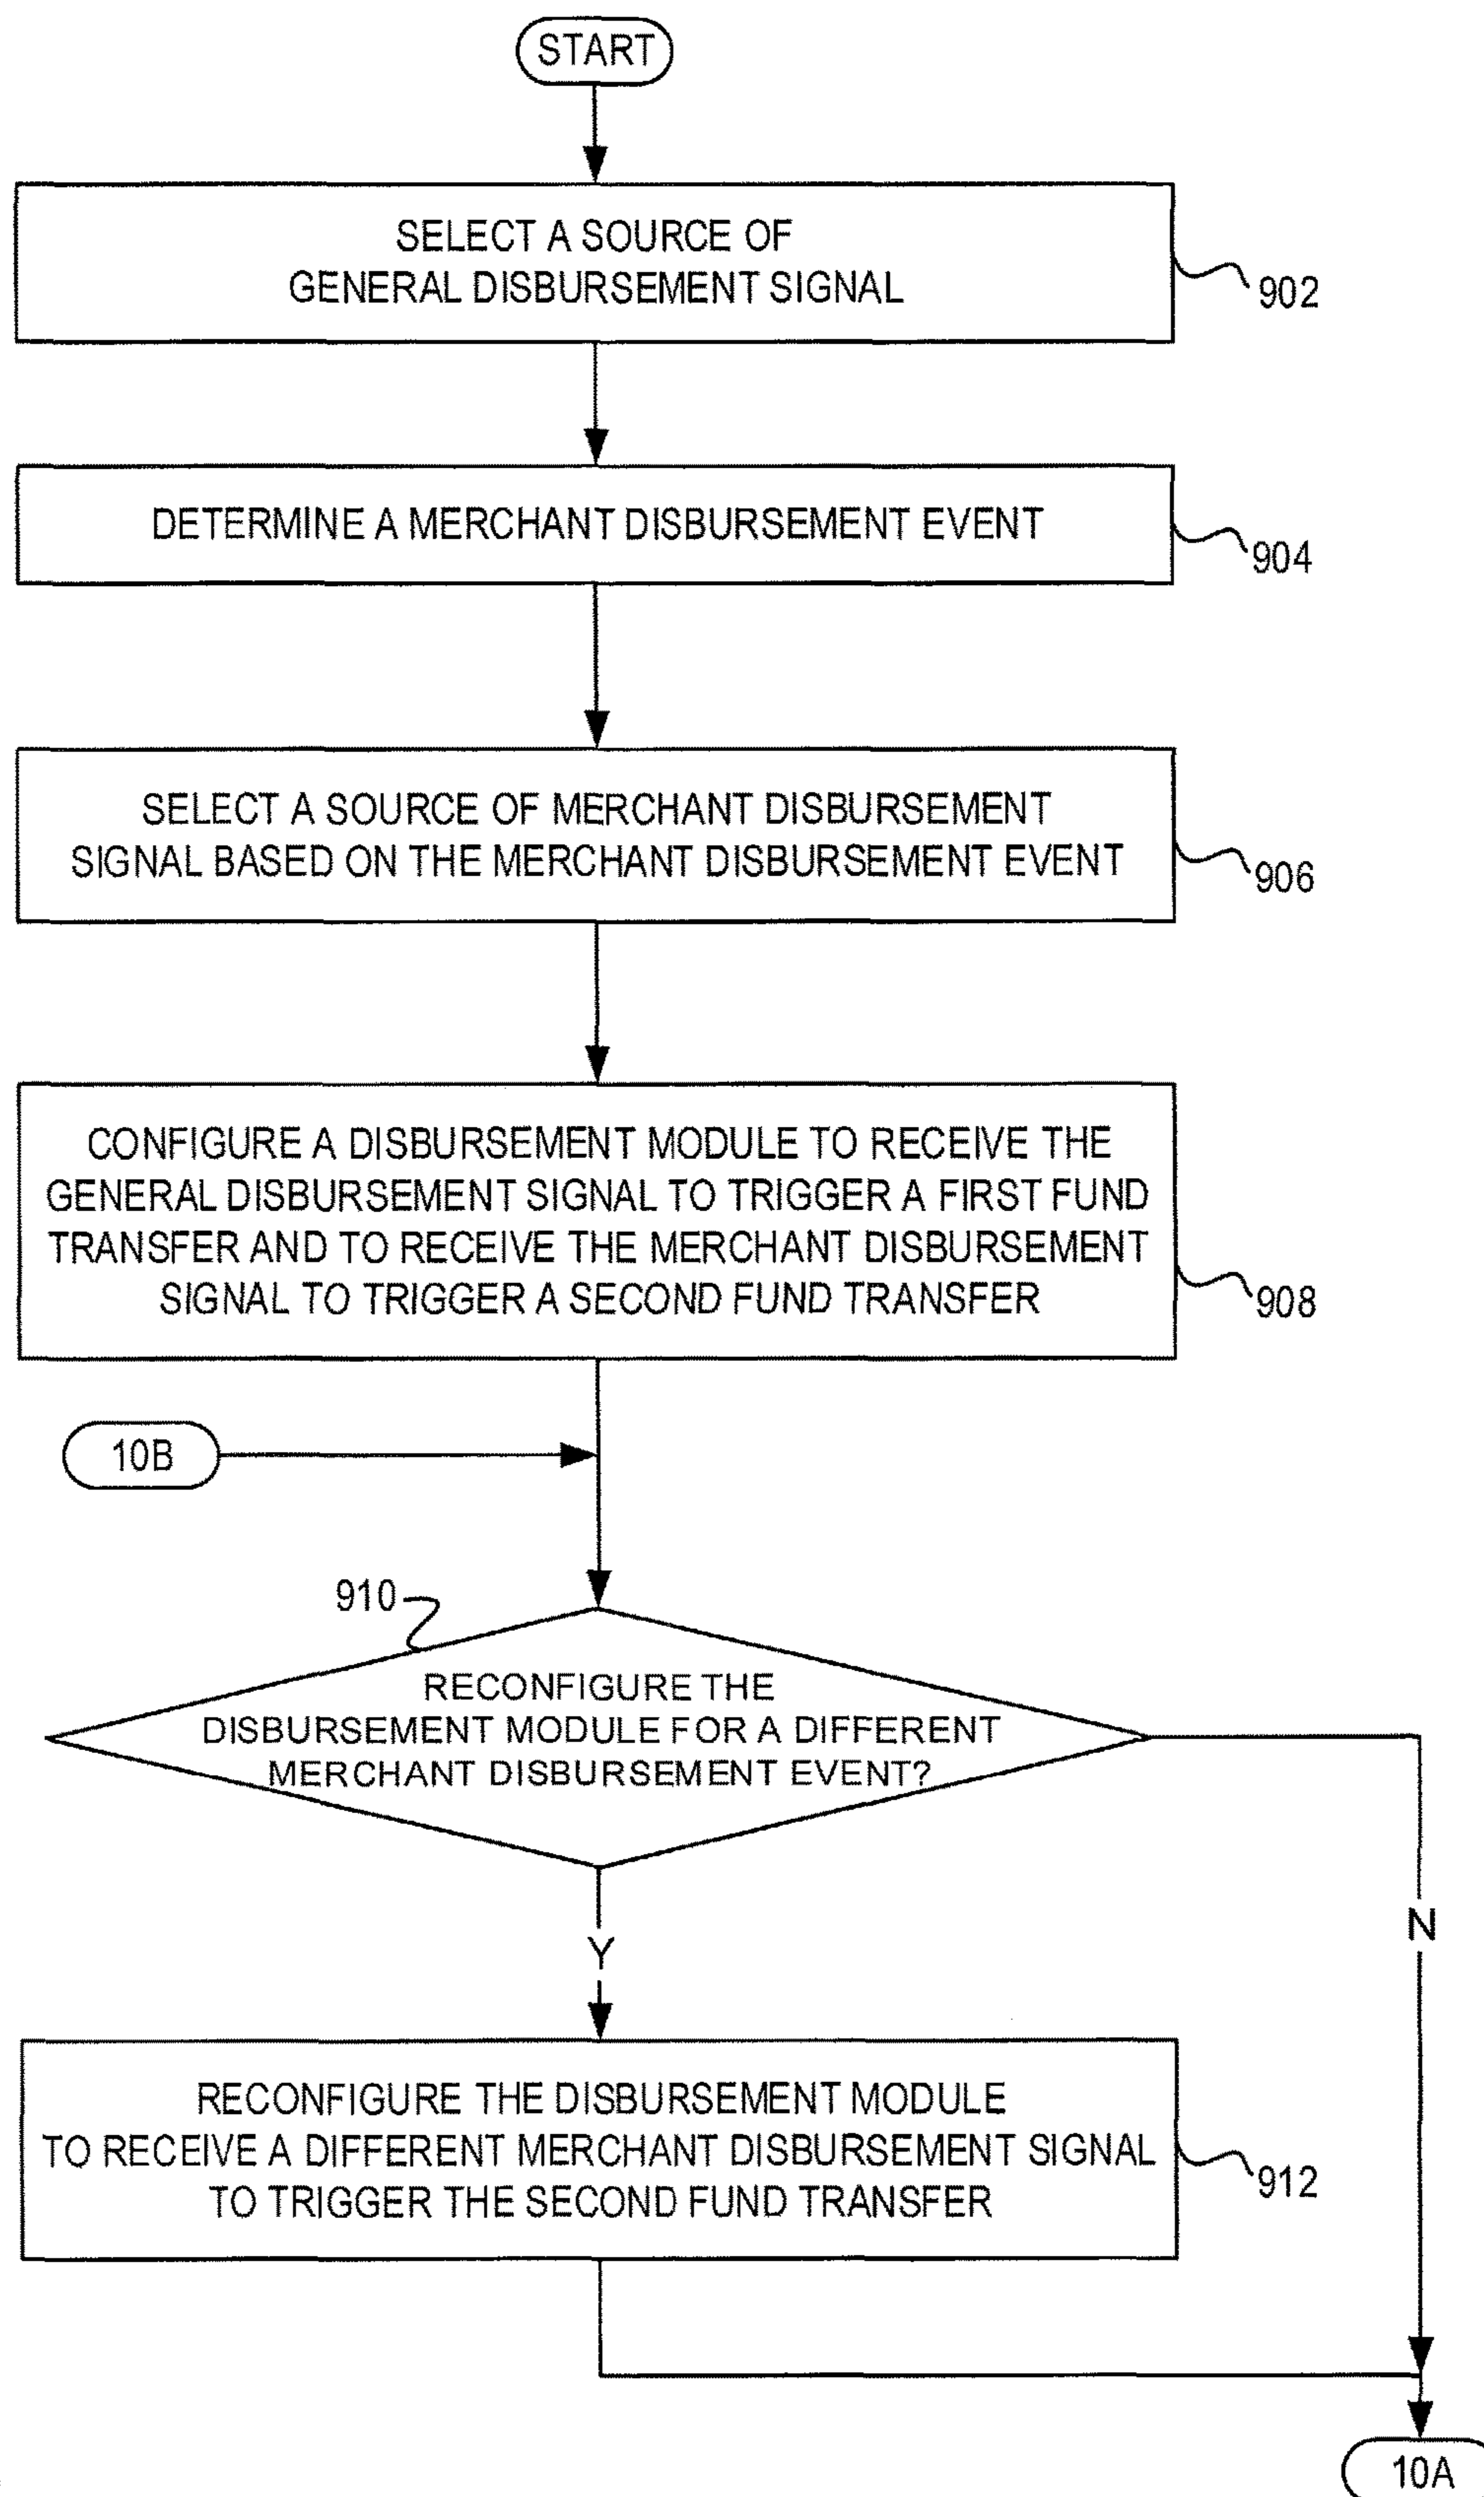 START
SELECT A SOURCE OF
GENERAL DISBURSEMENT SIGNAL
902
DETERMINE A MERCHANT DISBURSEMENT EVENT
904
SELECT A SOURCE OF MERCHANT DISBURSEMENT
SIGNAL BASED ON THE MERCHANT DISBURSEMENT EVENT
906
CONFIGURE A DISBURSEMENT MODULE TO RECEIVE THE
GENERAL DISBURSEMENT SIGNAL TO TRIGGER A FIRST FUND
TRANSFER AND TO RECEIVE THE MERCHANT DISBURSEMENT
SIGNAL TO TRIGGER A SECOND FUND TRANSFER
908
10B
910
RECONFIGURE THE
DISBURSEMENT MODULE FOR A DIFFERENT
MERCHANT DISBURSEMENT EVENT?
N
Y
RECONFIGURE THE DISBURSEMENT MODULE
TO RECEIVE A DIFFERENT MERCHANT DISBURSEMENT SIGNAL
TO TRIGGER THE SECOND FUND TRANSFER
912
10A